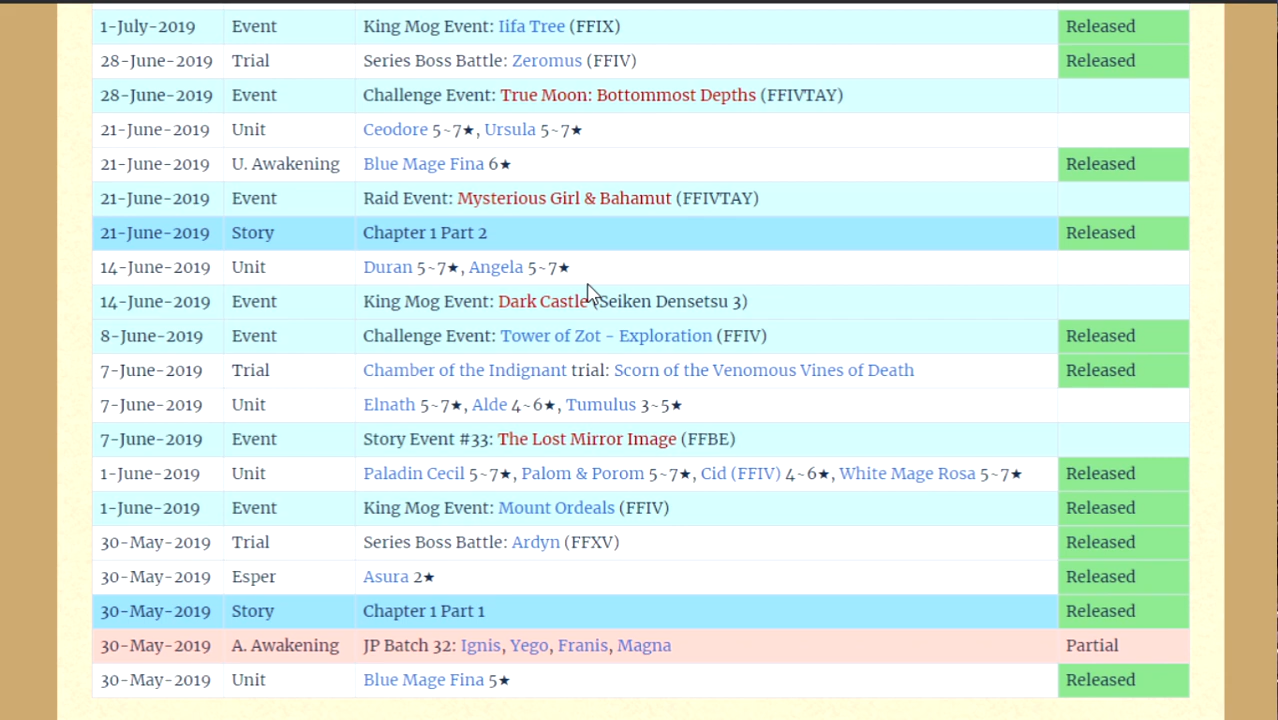 1-July-2019 Event King Mog Event: Iifa Tree (FFIX) Released
28-June-2019 Trial Series Boss Battle: Zeromus (FFIV) Released
28-June-2019 Event Challenge Event: True Moon: Bottommost Depths (FFIVTAY)
21-June-2019 Unit Ceodore 5~7★, Ursula 5~7★
21-June-2019 U. Awakening Blue Mage Fina 6★ Released
21-June-2019 Event Raid Event: Mysterious Girl & Bahamut (FFIVTAY)
21-June-2019 Story Chapter 1 Part 2 Released
14-June-2019 Unit Duran 5~7★, Angela 5~7★
14-June-2019 Event King Mog Event: Dark Castle (Seiken Densetsu 3)
8-June-2019 Event Challenge Event: Tower of Zot - Exploration (FFIV) Released
7-June-2019 Trial Chamber of the Indignant trial: Scorn of the Venomous Vines of Death Released
7-June-2019 Unit Elnath 5~7★, Alde 4~6★, Tumulus 3~5★
7-June-2019 Event Story Event #33: The Lost Mirror Image (FFBE)
1-June-2019 Unit Paladin Cecil 5~7★, Palom & Porom 5~7★, Cid (FFIV) 4~6★, White Mage Rosa 5~7★ Released
1-June-2019 Event King Mog Event: Mount Ordeals (FFIV) Released
30-May-2019 Trial Series Boss Battle: Ardyn (FFXV) Released
30-May-2019 Esper Asura 2★ Released
30-May-2019 Story Chapter 1 Part 1 Released
30-May-2019 A. Awakening JP Batch 32: Ignis, Yego, Franis, Magna Partial
30-May-2019 Unit Blue Mage Fina 5★ Released